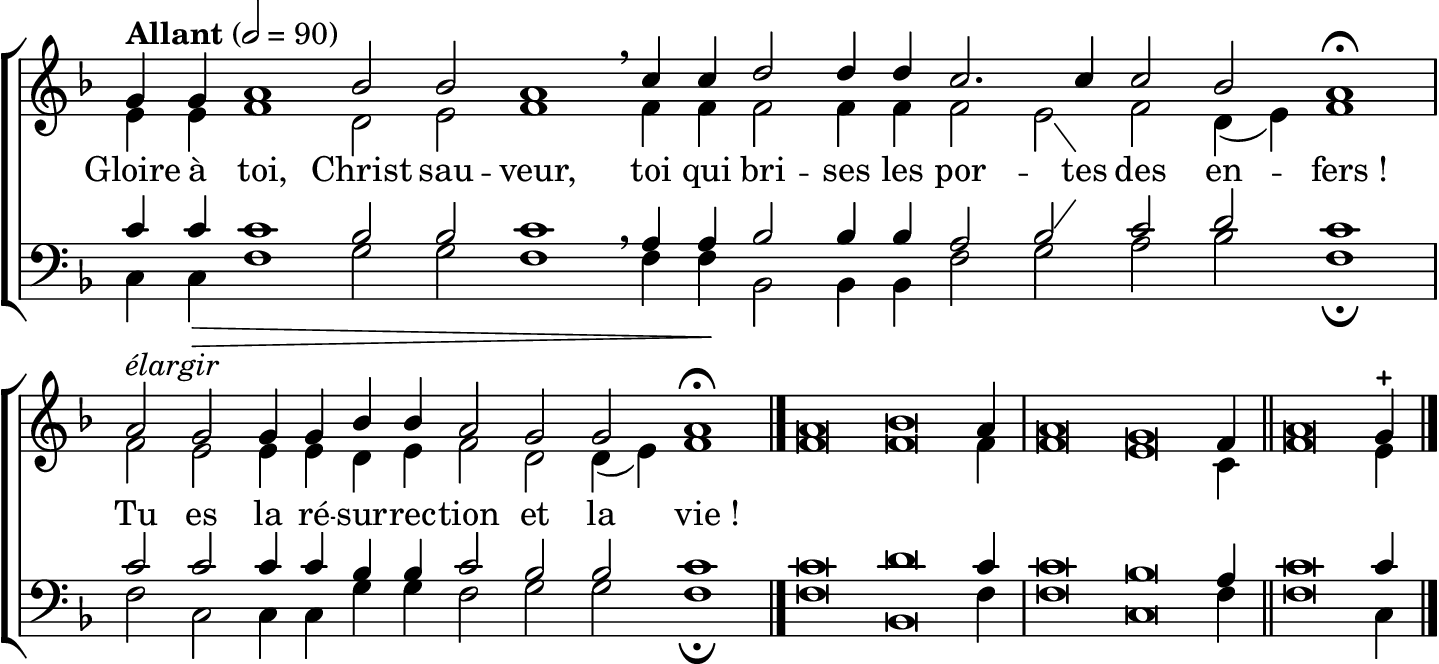 Allant (𝅗𝅥 = 90)
Gloire à toi, Christ sau - veur, toi qui bri - ses les por - tes des en - fers !
élargir
Tu es la ré - surrection et la vie !